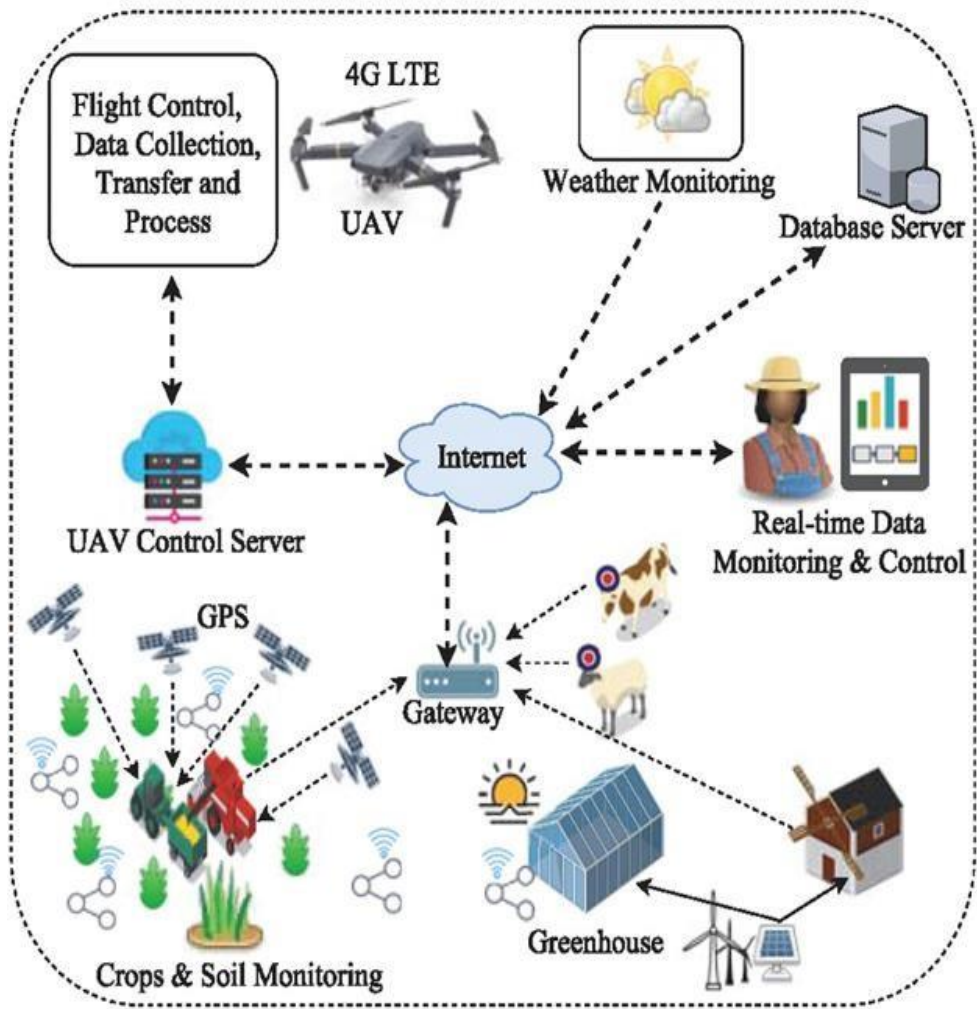 Flight Control,
Data Collection,
Transfer and
Process
4G LTE
UAV
Weather Monitoring
Database Server
Internet
UAV Control Server
Real-time Data
Monitoring & Control
GPS
Gateway
Greenhouse
Crops & Soil Monitoring